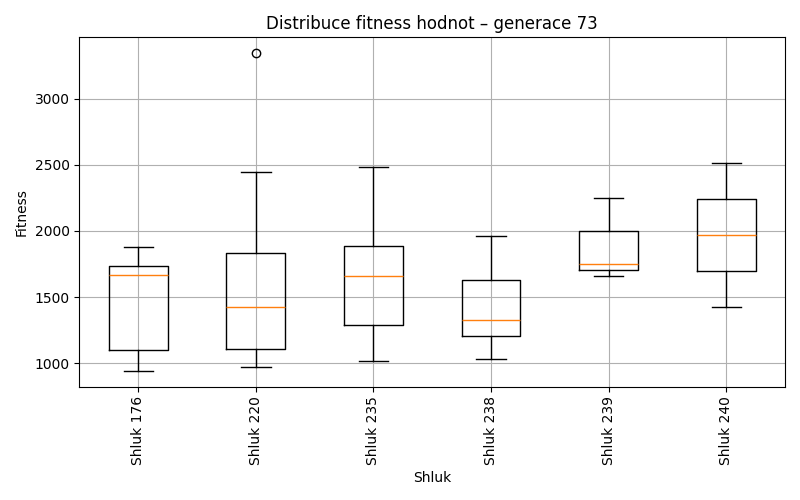 Distribuce fitness hodnot – generace 73
Fitness
3000
2500
2000
1500
1000
Shluk 176
Shluk 220
Shluk 235
Shluk 238
Shluk 239
Shluk 240
Shluk